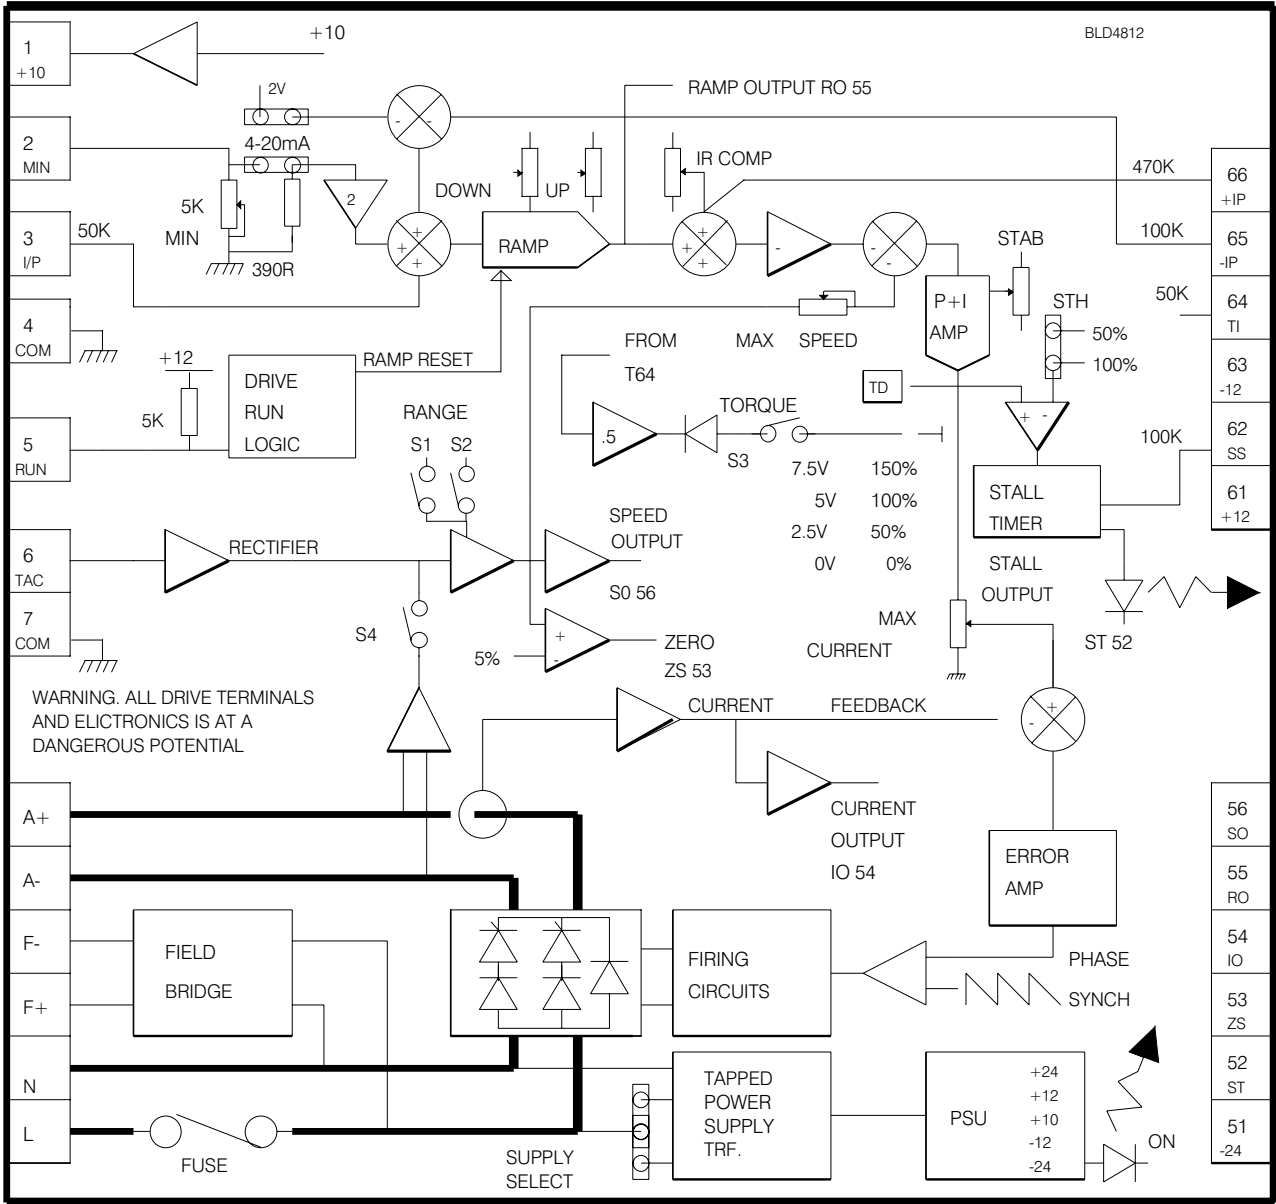 1
+10
+10
BLD4812
2V
RAMP OUTPUT RO 55
2
MIN
4-20mA
IR COMP
470K
66
+IP
DOWN
UP
5K
MIN
2
390R
3
I/P
50K
+
+
+
RAMP
+
+
+
-
-
-
-
-
100K
65
-IP
STAB
4
COM
P+I
AMP
STH
50%
100%
50K
64
TI
+12
RAMP RESET
FROM
T64
MAX
SPEED
63
-12
DRIVE
RUN
LOGIC
5K
TD
5
RUN
RANGE
S1
S2
.5
TORQUE
S3
+
-
100K
62
SS
7.5V
150%
5V
100%
2.5V
50%
0V
0%
STALL
TIMER
61
+12
6
TAC
RECTIFIER
SPEED
OUTPUT
S0 56
STALL
OUTPUT
7
COM
S4
+
-
5%
ZERO
ZS 53
MAX
CURRENT
ST 52
WARNING. ALL DRIVE TERMINALS
AND ELICTRONICS IS AT A
DANGEROUS POTENTIAL
CURRENT
FEEDBACK
+
-
A+
CURRENT
OUTPUT
IO 54
56
SO
A-
ERROR
AMP
55
RO
F-
FIELD
BRIDGE
FIRING
CIRCUITS
PHASE
SYNCH
54
IO
F+
53
ZS
N
TAPPED
POWER
SUPPLY
TRF.
PSU
+24
+12
+10
-12
-24
52
ST
L
FUSE
SUPPLY
SELECT
ON
51
-24